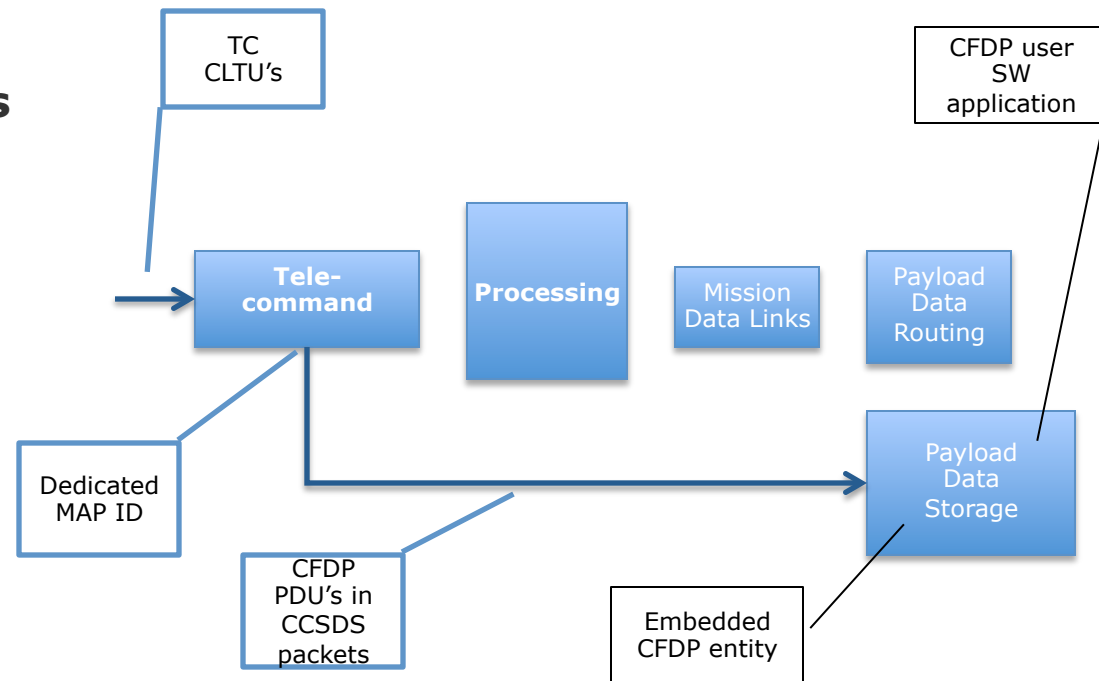 TC
CLTU's
CFDP user
SW
application
s
Tele-
command
Processing
Mission
Data Links
Payload
Data
Routing
Dedicated
MAP ID
Payload
Data
Storage
CFDP
PDU's in
CCSDS
packets
Embedded
CFDP entity